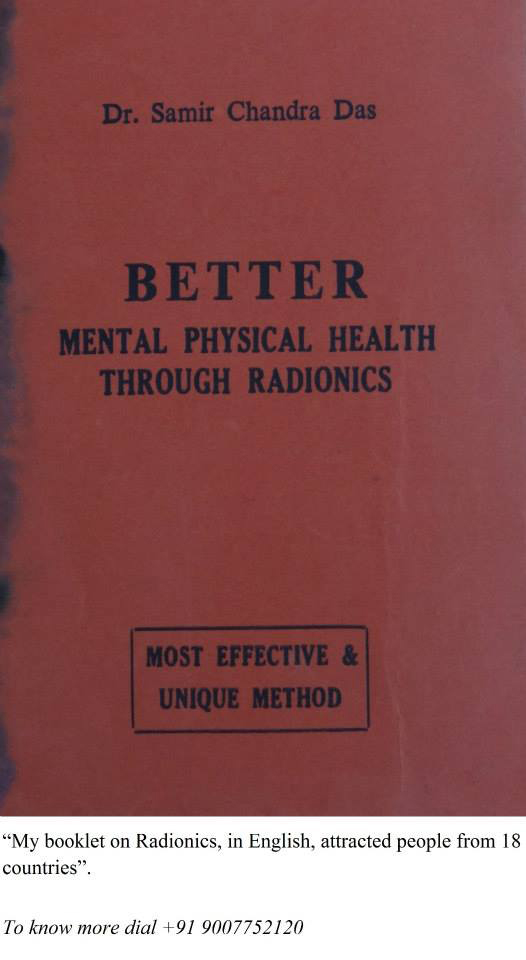 Dr. Samir Chandra Das
BETTER
MENTAL PHYSICAL HEALTH
THROUGH RADIONICS
MOST EFFECTIVE &
UNIQUE METHOD
“My booklet on Radionics, in English, attracted people from 18
countries”.
To know more dial +91 9007752120